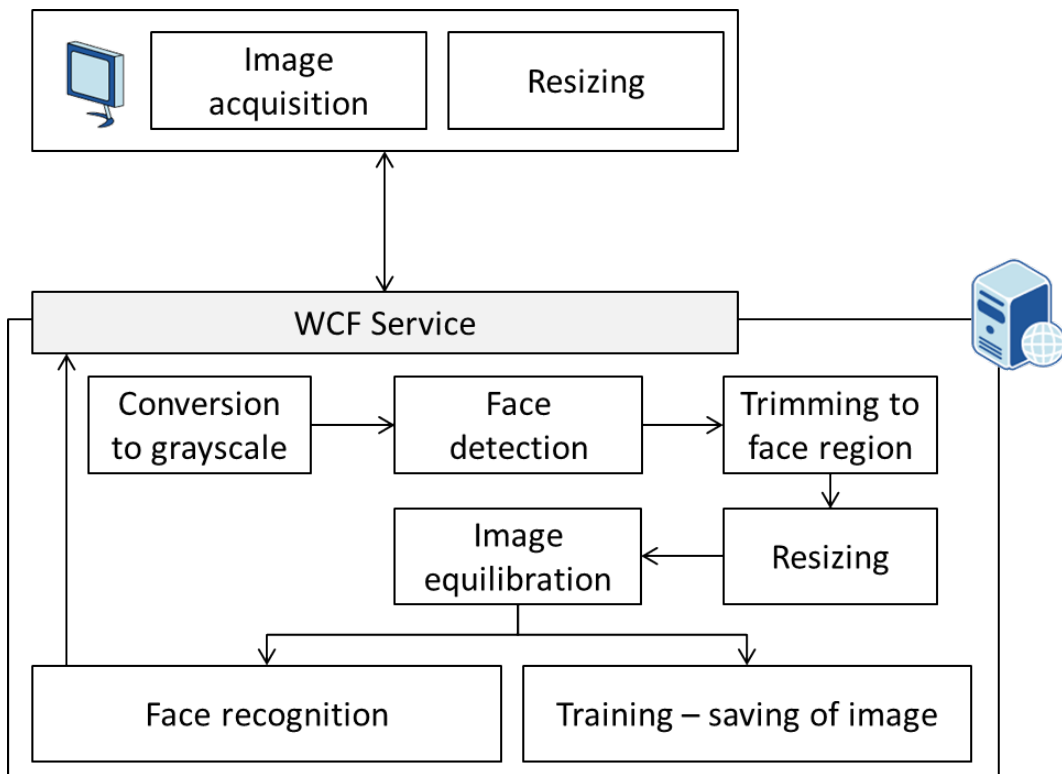 Image
acquisition
Resizing
WCF Service
Conversion
to grayscale
Face
detection
Trimming to
face region
Image
equilibration
Resizing
Face recognition
Training – saving of image